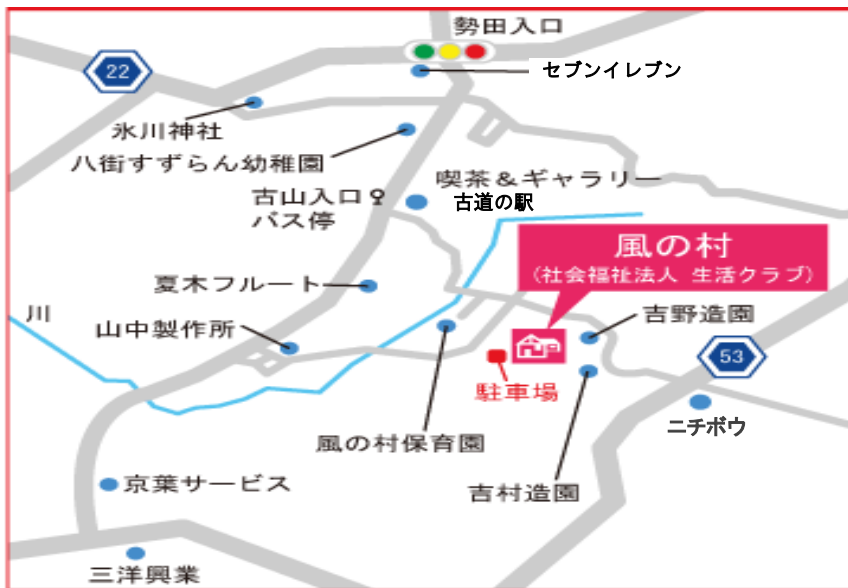 勢田入口
セブンイレブン
22
氷川神社
八街すずらん幼稚園
喫茶＆ギャラリー
古道の駅
古山入口
バス停
風の村
(社会福祉法人 生活クラブ)
夏木フルート
川
山中製作所
吉野造園
53
駐車場
ニチボウ
風の村保育園
京葉サービス
吉村造園
三洋興業